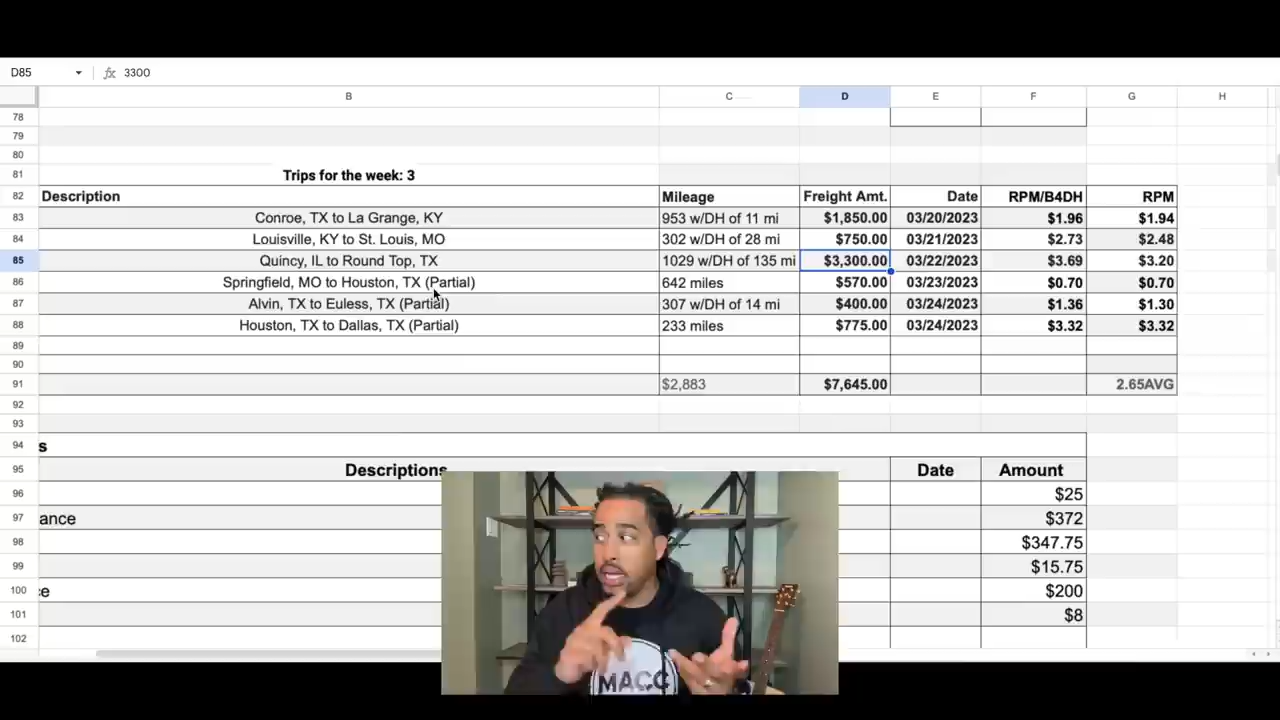 D85 fx 3300
B C D E F G H
78
79
80
81 Trips for the week: 3
82 Description Mileage Freight Amt. Date RPM/B4DH RPM
83 Conroe, TX to La Grange, KY 953 w/DH of 11 mi $1,850.00 03/20/2023 $1.96 $1.94
84 Louisville, KY to St. Louis, MO 302 w/DH of 28 mi $750.00 03/21/2023 $2.73 $2.48
85 Quincy, IL to Round Top, TX 1029 w/DH of 135 mi $3,300.00 03/22/2023 $3.69 $3.20
86 Springfield, MO to Houston, TX (Partial) 642 miles $570.00 03/23/2023 $0.70 $0.70
87 Alvin, TX to Euless, TX (Partial) 307 w/DH of 14 mi $400.00 03/24/2023 $1.36 $1.30
88 Houston, TX to Dallas, TX (Partial) 233 miles $775.00 03/24/2023 $3.32 $3.32
89
90
91 $2,883 $7,645.00 2.65AVG
92
93
94 s
95 Descriptions Date Amount
96 $25
97 ance $372
98 $347.75
99 $15.75
100 e $200
101 $8
102
MACC